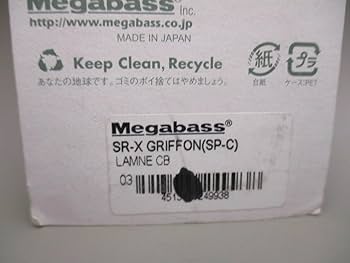 Megabass® Inc.
http://www.megabass.co.jp
MADE IN JAPAN
Keep Clean, Recycle
あなたの地球です。ゴミのポイ捨てはやめましょう。
紙
台紙
プラ
ケース:PET
Megabass®
SR-X GRIFFON(SP-C)
LAMNE CB
03
249938